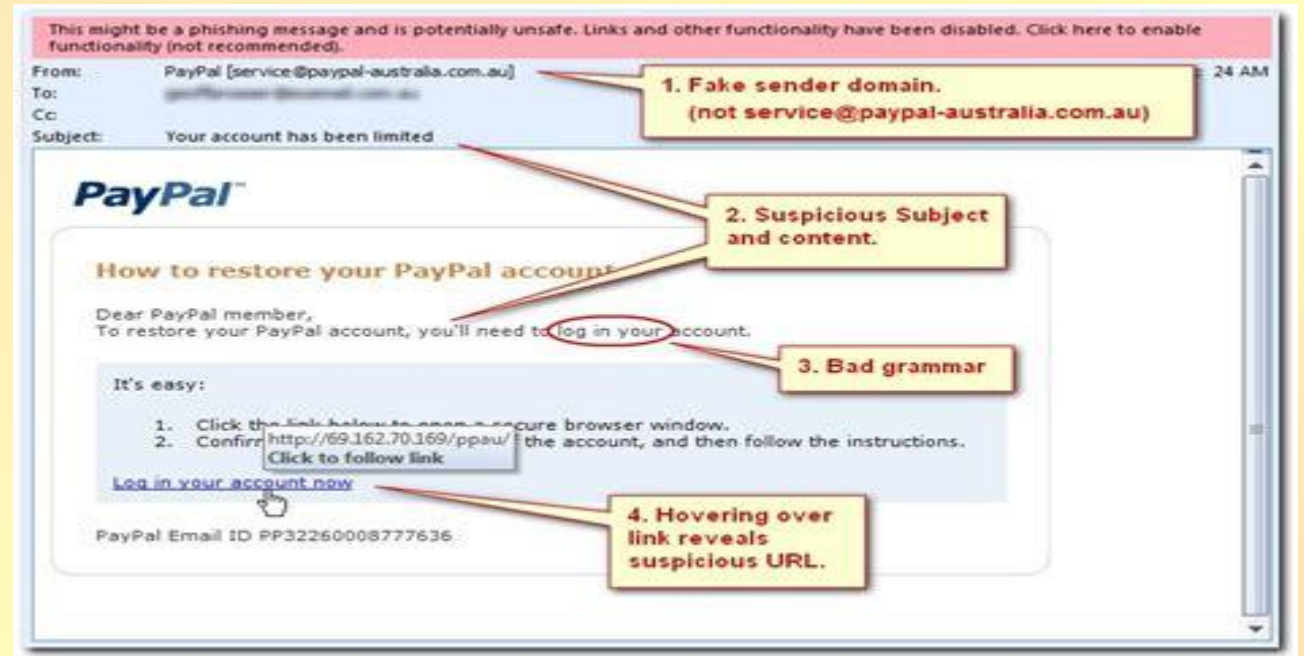 This might be a phishing message and is potentially unsafe. Links and other functionality have been disabled. Click here to enable
functionality (not recommended).
From: PayPal [service@paypal-australia.com.au]
24 AM
To:
Cc:
Subject: Your account has been limited
1. Fake sender domain.
(not service@paypal-australia.com.au)
PayPal™
2. Suspicious Subject
and content.
How to restore your PayPal account
Dear PayPal member,
To restore your PayPal account, you'll need to log in your account.
3. Bad grammar
It's easy:
1. Click the link below to open a secure browser window.
2. Confirm the account, and then follow the instructions.
http://69.162.70.169/ppau/
Click to follow link
Log in your account now
4. Hovering over
link reveals
suspicious URL.
PayPal Email ID PP32260008777636